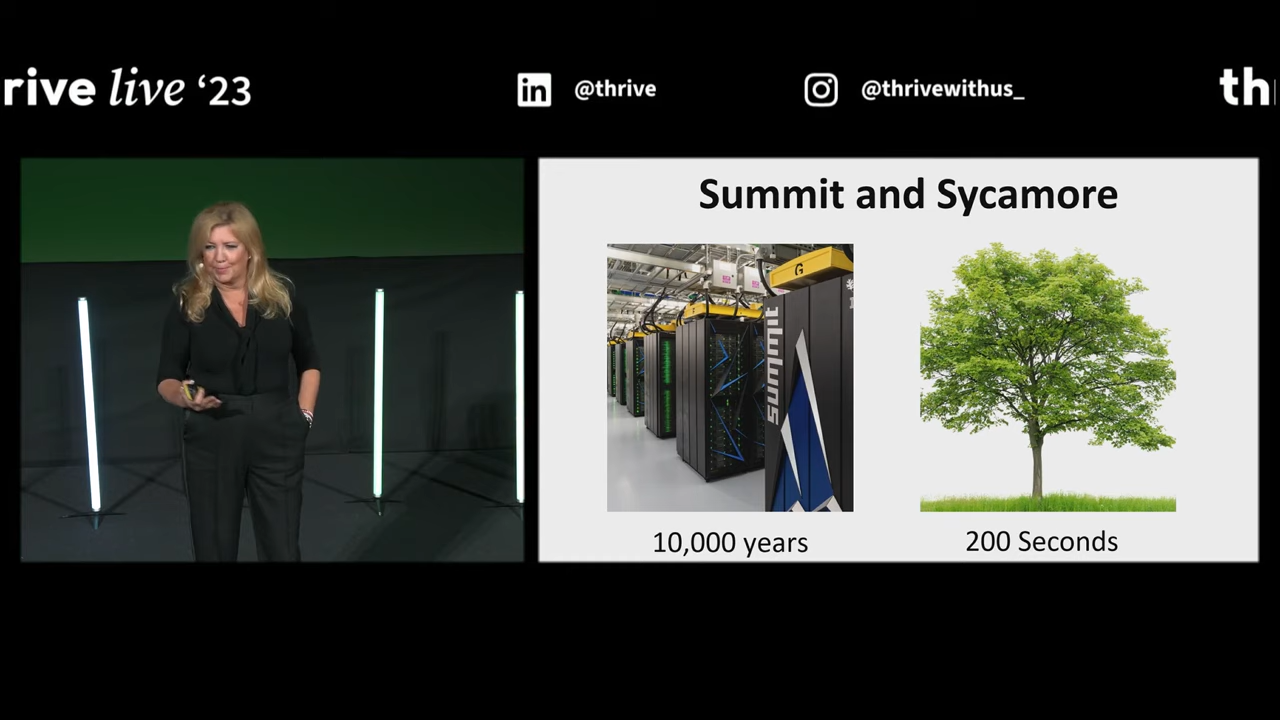 rive live ‘23
@thrive
@thrivewithus_
th
Summit and Sycamore
G
summit
10,000 years
200 Seconds